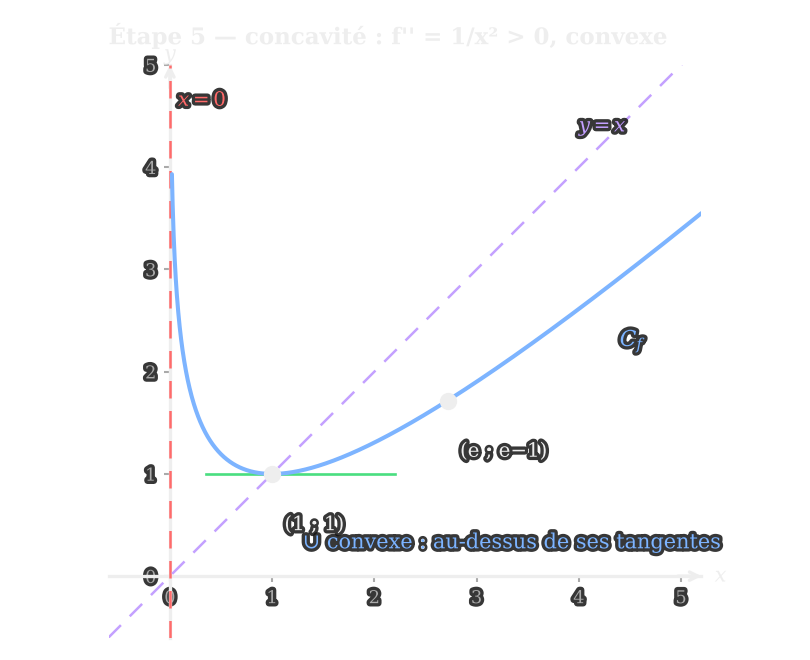 Étape 5 — concavité : f'' = 1/x² > 0, convexe
y
5
x=0
y=x
4
3
2
C_f
(e ; e−1)
1
(1 ; 1)
U convexe : au-dessus de ses tangentes
0
x
0 1 2 3 4 5